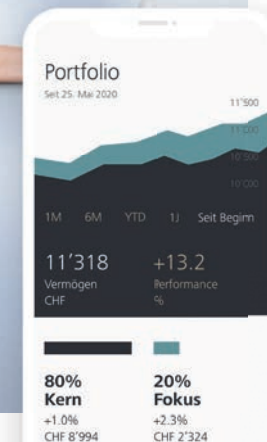 Portfolio
Seit 25. Mai 2020
11'500
11'000
10'500
10'000
1M 6M YTD 1J Seit Beginn
11'318 +13.2
Vermögen Performance
CHF %
80% 20%
Kern Fokus
+1.0% +2.3%
CHF 8'994 CHF 2'324